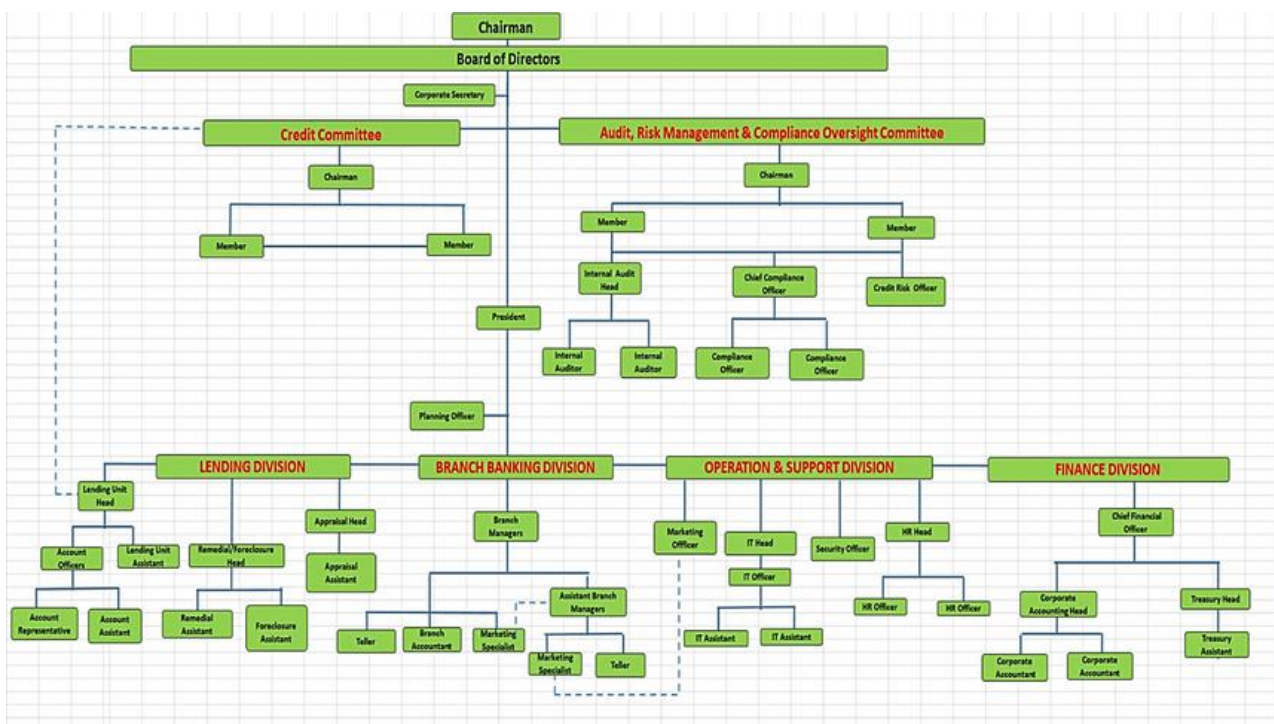 Chairman
Board of Directors
Corporate Secretary
Credit Committee
Audit, Risk Management & Compliance Oversight Committee
Chairman
Chairman
Member
Member
Member
Member
Internal Audit
Head
Chief Compliance
Officer
Credit Risk Officer
President
Internal
Auditor
Internal
Auditor
Compliance
Officer
Compliance
Officer
Planning Officer
LENDING DIVISION
BRANCH BANKING DIVISION
OPERATION & SUPPORT DIVISION
FINANCE DIVISION
Lending Unit
Head
Appraisal Head
Branch
Managers
Marketing
Offficer
IT Head
Security Officer
HR Head
Chief Financial
Officer
Account
Officers
Lending Unit
Assistant
Remedial/Foreclosure
Head
Appraisal
Assistant
IT Officer
Account
Representative
Account
Assistant
Remedial
Assistant
Foreclosure
Assistant
Teller
Branch
Accountant
Marketing
Specialist
Assistant Branch
Managers
Marketing
Specialist
Teller
IT Assistant
IT Assistant
HR Officer
HR Officer
Corporate
Accounting Head
Treasury Head
Corporate
Accountant
Corporate
Accountant
Treasury
Assistant